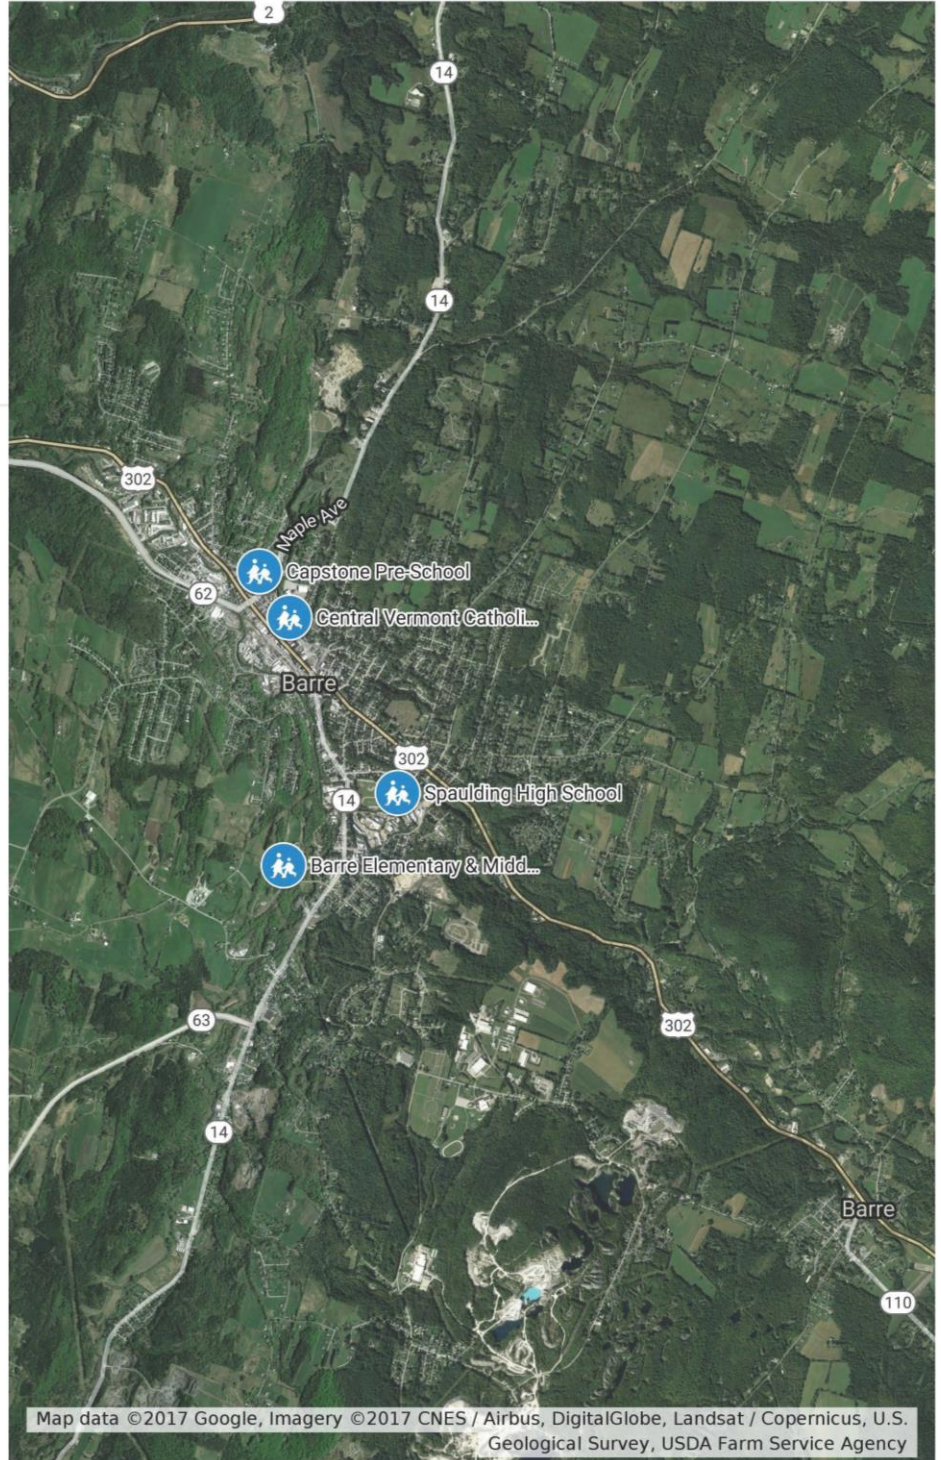 2
14
14
302
Maple Ave
Capstone Pre-School
62
Central Vermont Catholi...
Barre
302
Spaulding High School
14
Barre Elementary & Midd...
63
302
14
Barre
110
Map data ©2017 Google, Imagery ©2017 CNES / Airbus, DigitalGlobe, Landsat / Copernicus, U.S.
Geological Survey, USDA Farm Service Agency